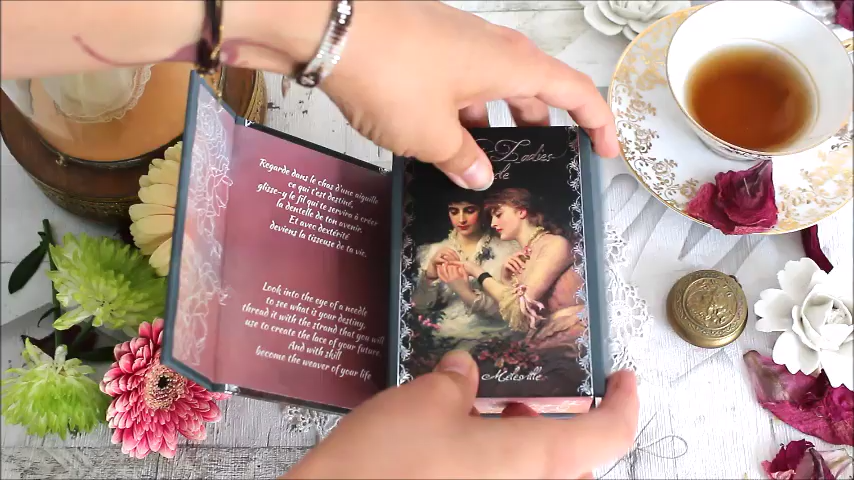 Regarde dans le chas d'une aiguille
ce qui t'est destiné,
glisse-y le fil qui te servira à créer
la dentelle de ton avenir.
Et avec dextérité
deviens la tisseuse de ta vie.
Look into the eye of a needle
to see what is your destiny,
thread it with the strand that you will
use to create the lace of your future.
And with skill
become the weaver of your life
Ladies
de
Malesville